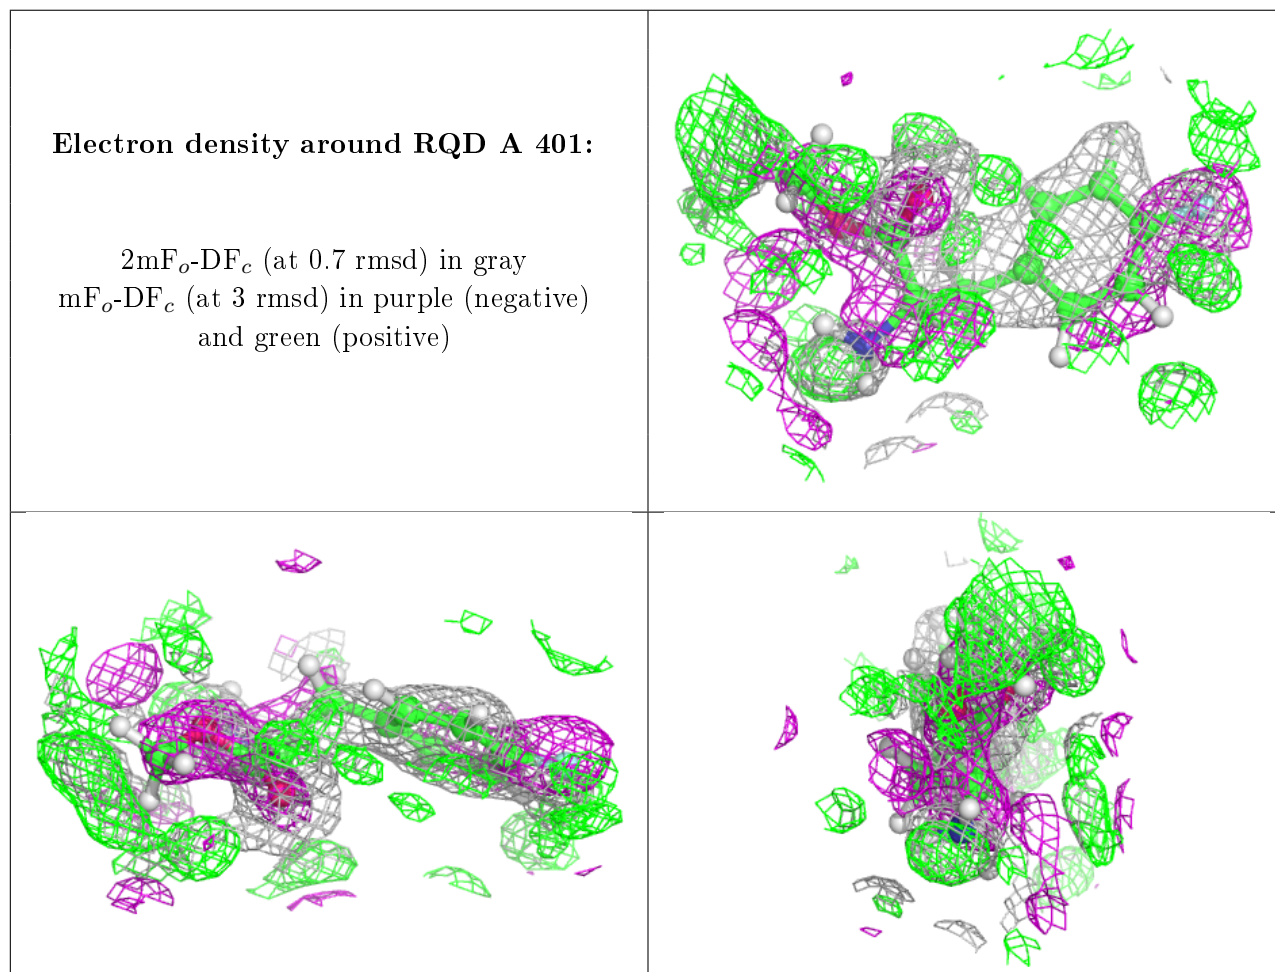 Electron density around RQD A 401:
2mFo-DFc (at 0.7 rmsd) in gray
mFo-DFc (at 3 rmsd) in purple (negative)
and green (positive)